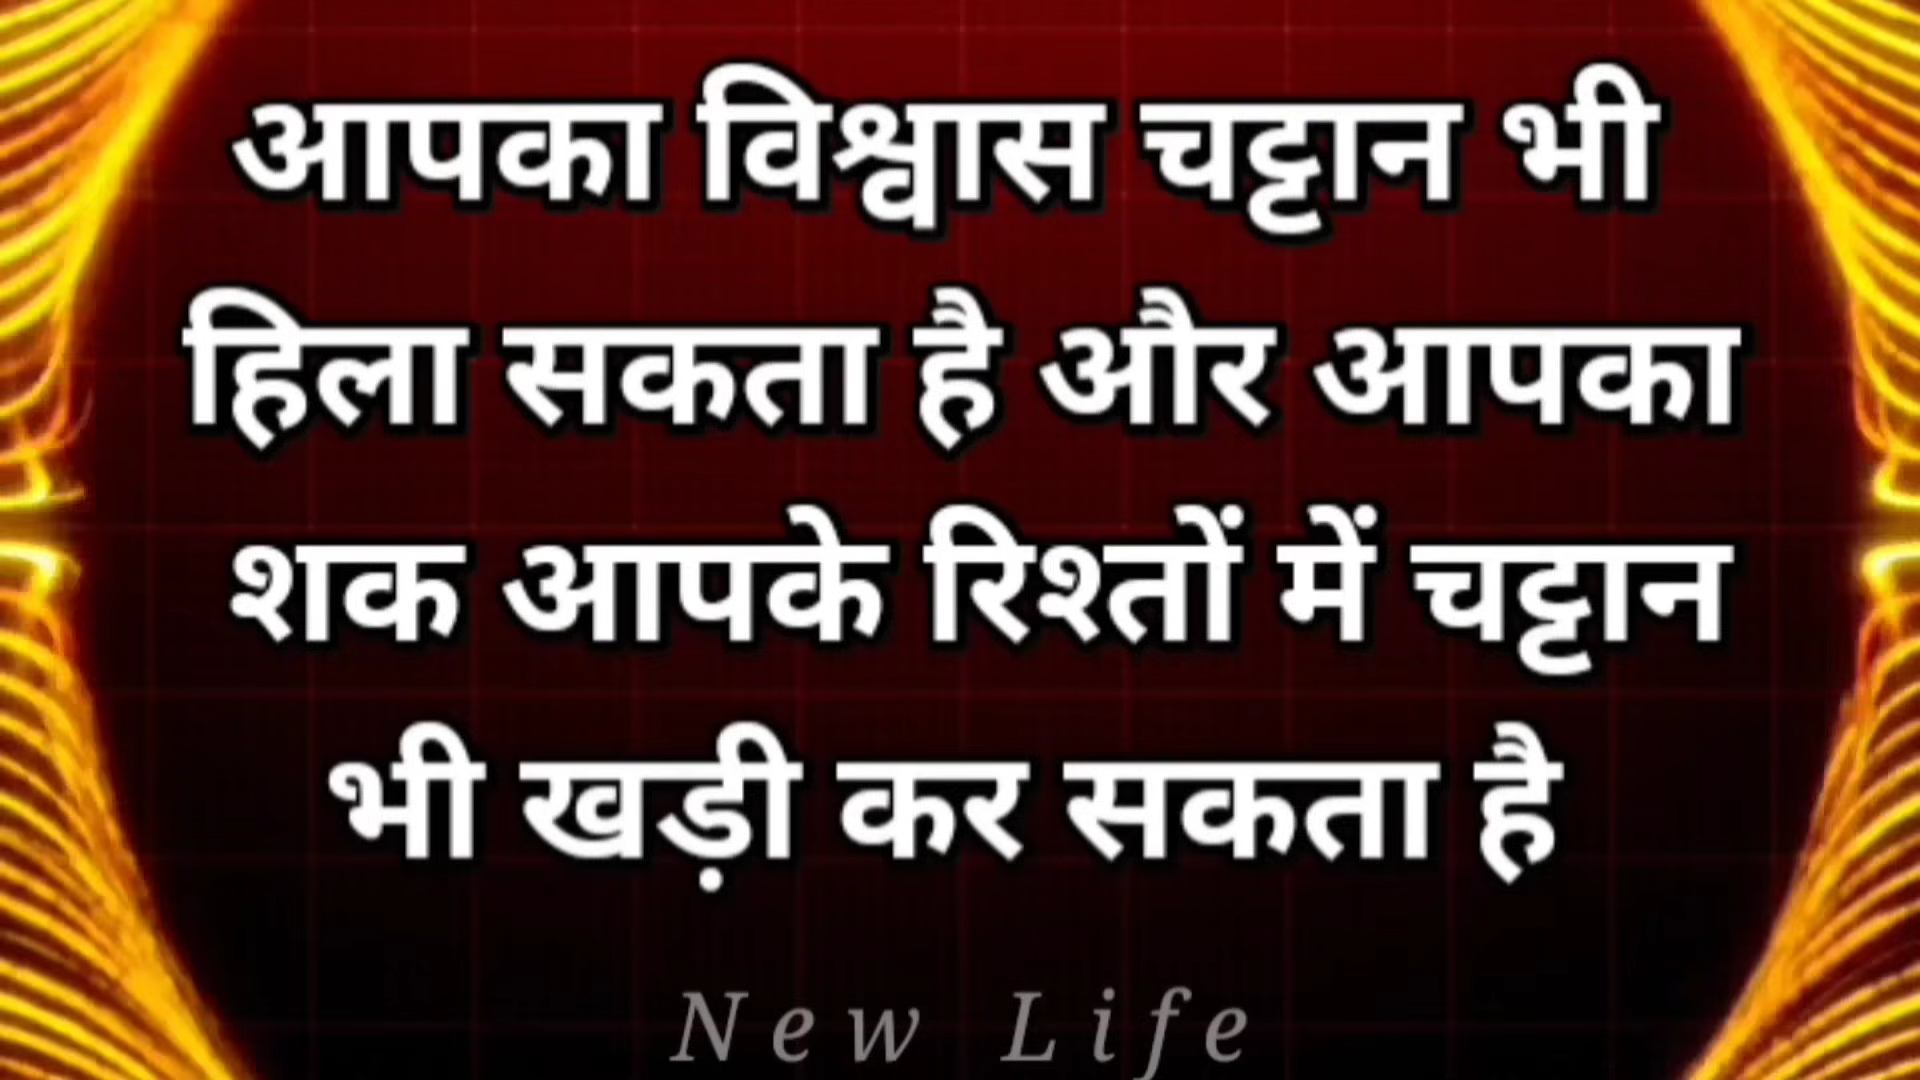 आपका विश्वास चट्टान भी
हिला सकता है और आपका
शक आपके रिश्तों में चट्टान
भी खड़ी कर सकता है
New Life